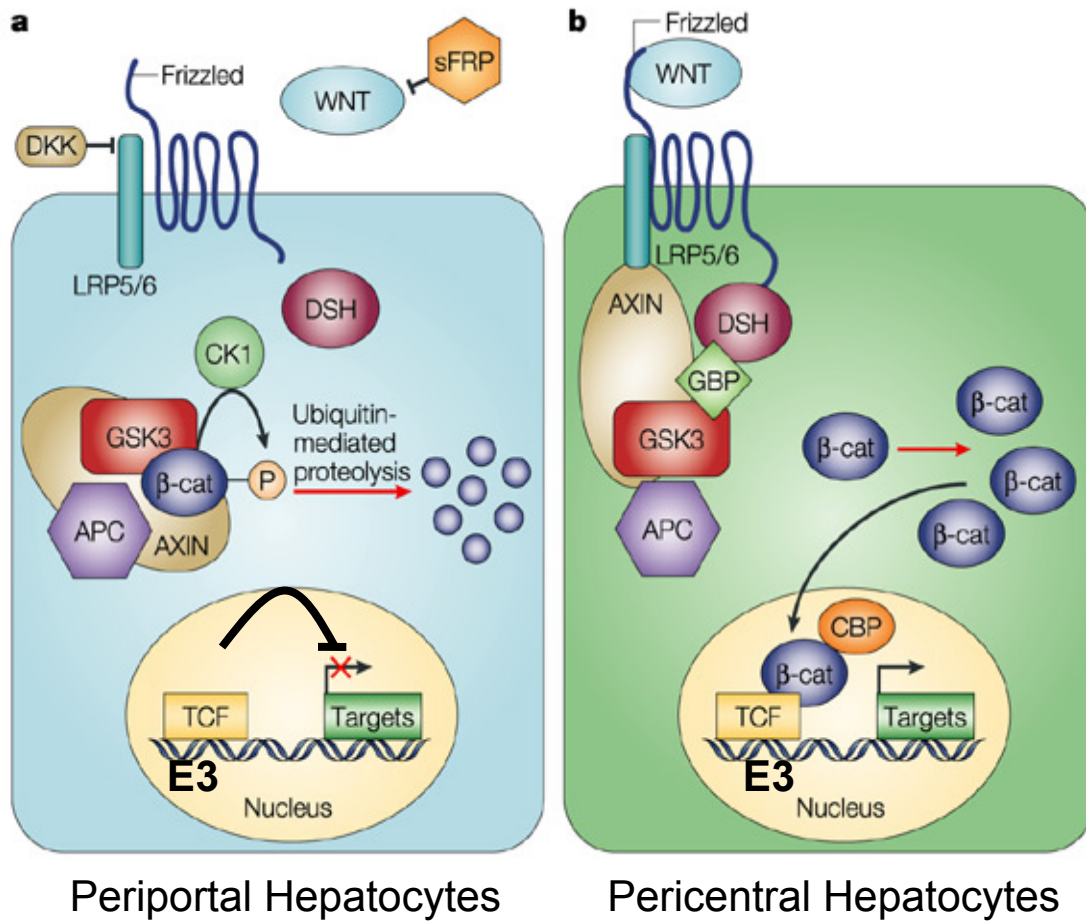 a
Frizzled
WNT
sFRP
DKK
LRP5/6
DSH
CK1
GSK3
β-cat
P
Ubiquitin-
mediated
proteolysis
APC
AXIN
TCF
Targets
E3
Nucleus
Periportal Hepatocytes
b
Frizzled
WNT
LRP5/6
AXIN
DSH
GBP
GSK3
APC
β-cat
β-cat
β-cat
β-cat
CBP
β-cat
TCF
Targets
E3
Nucleus
Pericentral Hepatocytes